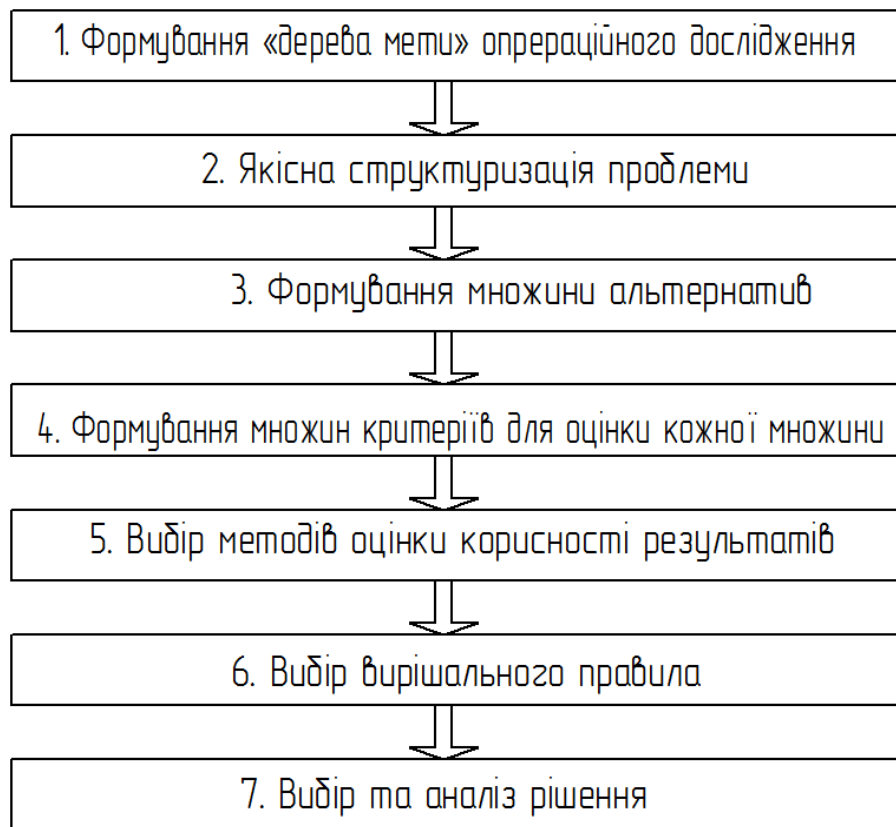 1. Формування «дерева мети» опрераційного дослідження
2. Якісна структуризація проблеми
3. Формування множини альтернатив
4. Формування множин критеріїв для оцінки кожної множини
5. Вибір методів оцінки корисності результатів
6. Вибір вирішального правила
7. Вибір та аналіз рішення